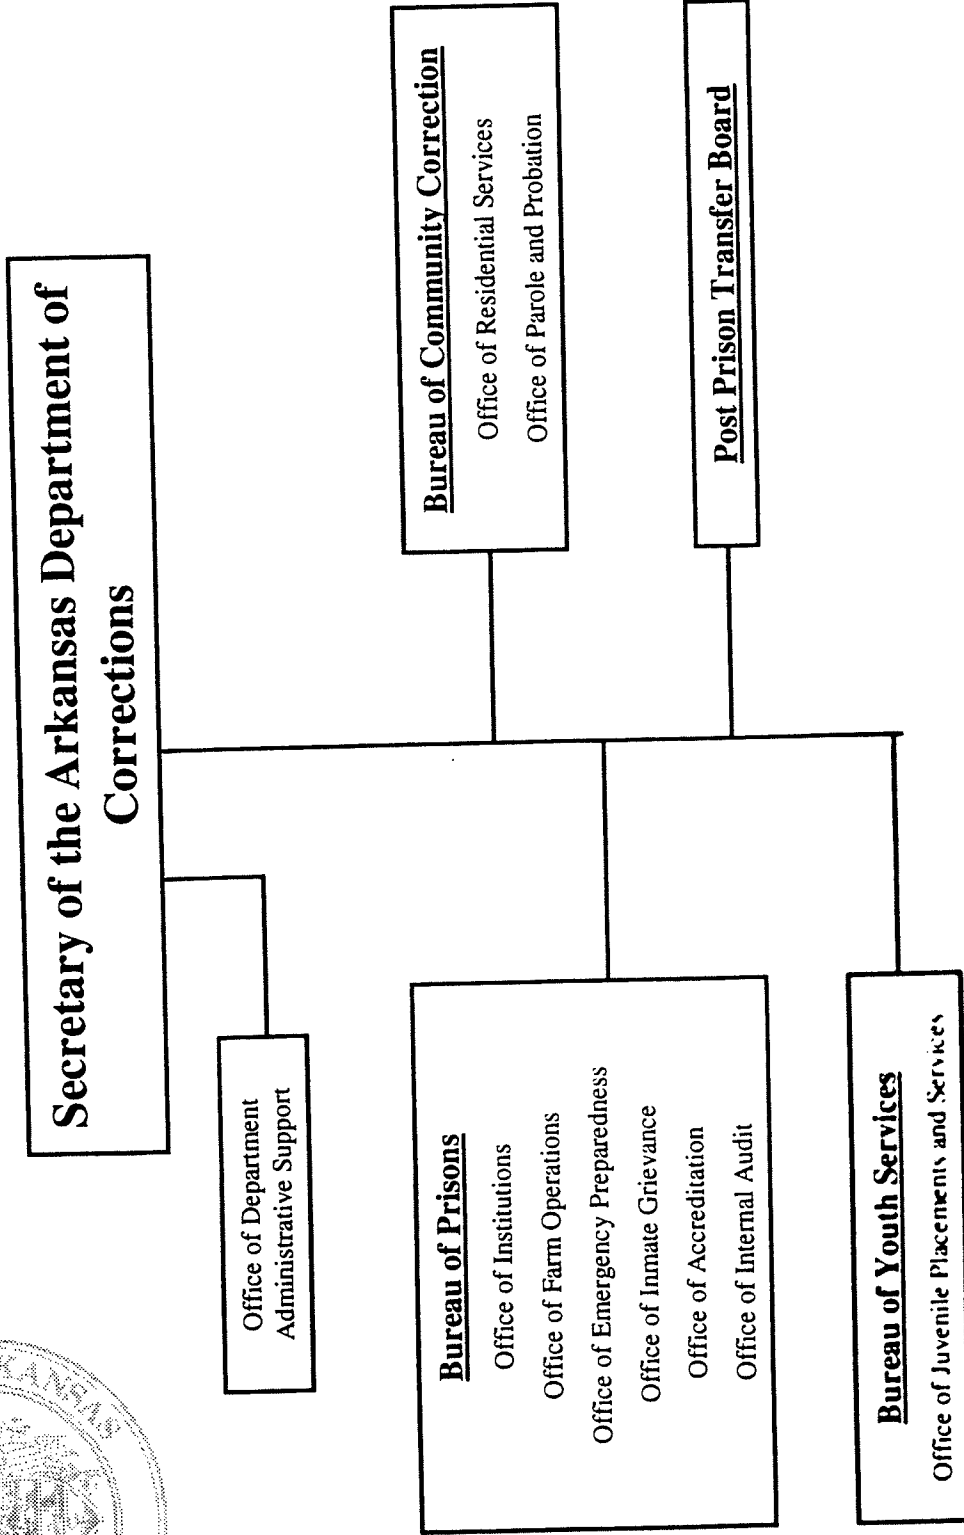 KANSAS
Secretary of the Arkansas Department of
Corrections
Office of Department
Administrative Support
Bureau of Community Correction
Office of Residential Services
Office of Parole and Probation
Bureau of Prisons
Office of Institutions
Office of Farm Operations
Office of Emergency Preparedness
Office of Inmate Grievance
Office of Accreditation
Office of Internal Audit
Post Prison Transfer Board
Bureau of Youth Services
Office of Juvenile Placements and Services